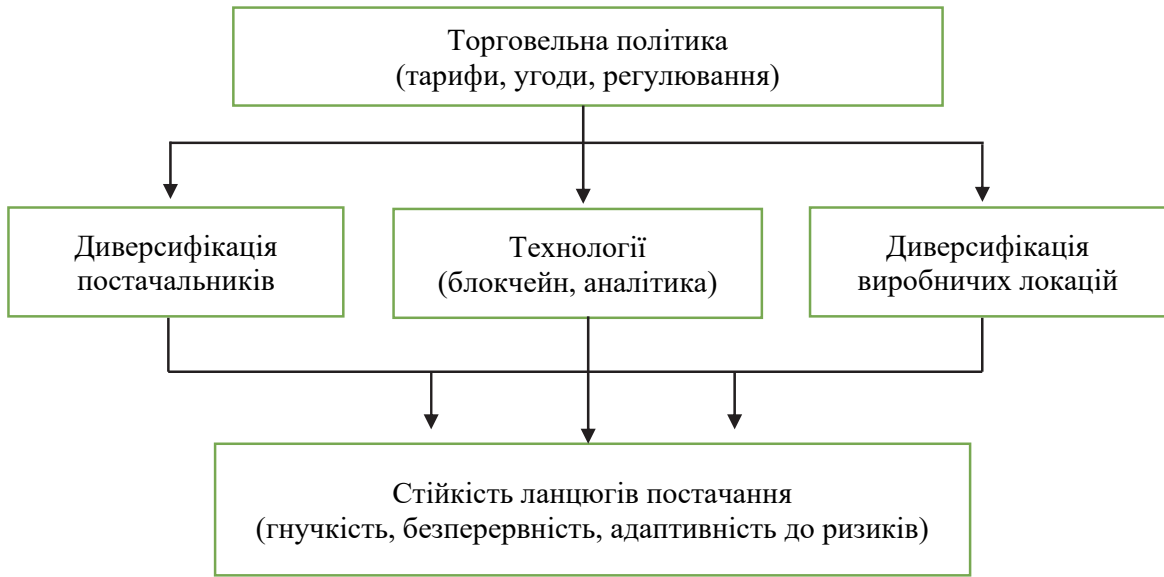 Торговельна політика
(тарифи, угоди, регулювання)
Диверсифікація
постачальників
Технології
(блокчейн, аналітика)
Диверсифікація
виробничих локацій
Стійкість ланцюгів постачання
(гнучкість, безперервність, адаптивність до ризиків)